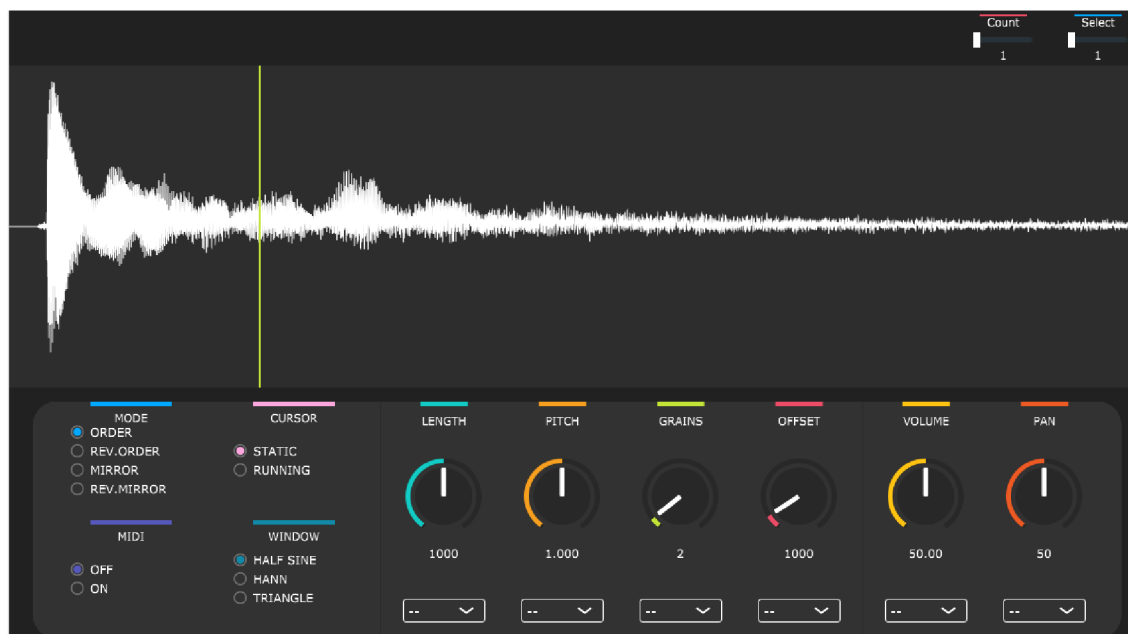 Count Select
1 1
MODE CURSOR LENGTH PITCH GRAINS OFFSET VOLUME PAN
ORDER
REV.ORDER STATIC
MIRROR RUNNING
REV.MIRROR
MIDI WINDOW
1000 1.000 2 1000 50.00 50
OFF HALF SINE
ON HANN
TRIANGLE
-- -- -- -- -- --